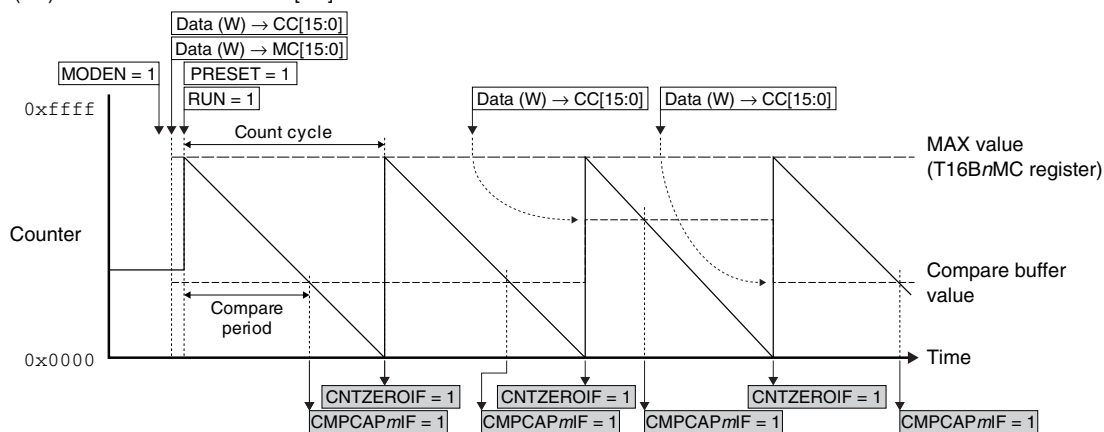 Data (W) → CC[15:0]
Data (W) → MC[15:0]
MODEN = 1
PRESET = 1
RUN = 1
Data (W) → CC[15:0]
Data (W) → CC[15:0]
0xffff
Count cycle
MAX value
(T16BnMC register)
Counter
Compare buffer
value
Compare
period
0x0000
Time
CNTZEROIF = 1
CNTZEROIF = 1
CNTZEROIF = 1
CMPCAPmIF = 1
CMPCAPmIF = 1
CMPCAPmIF = 1
CMPCAPmIF = 1